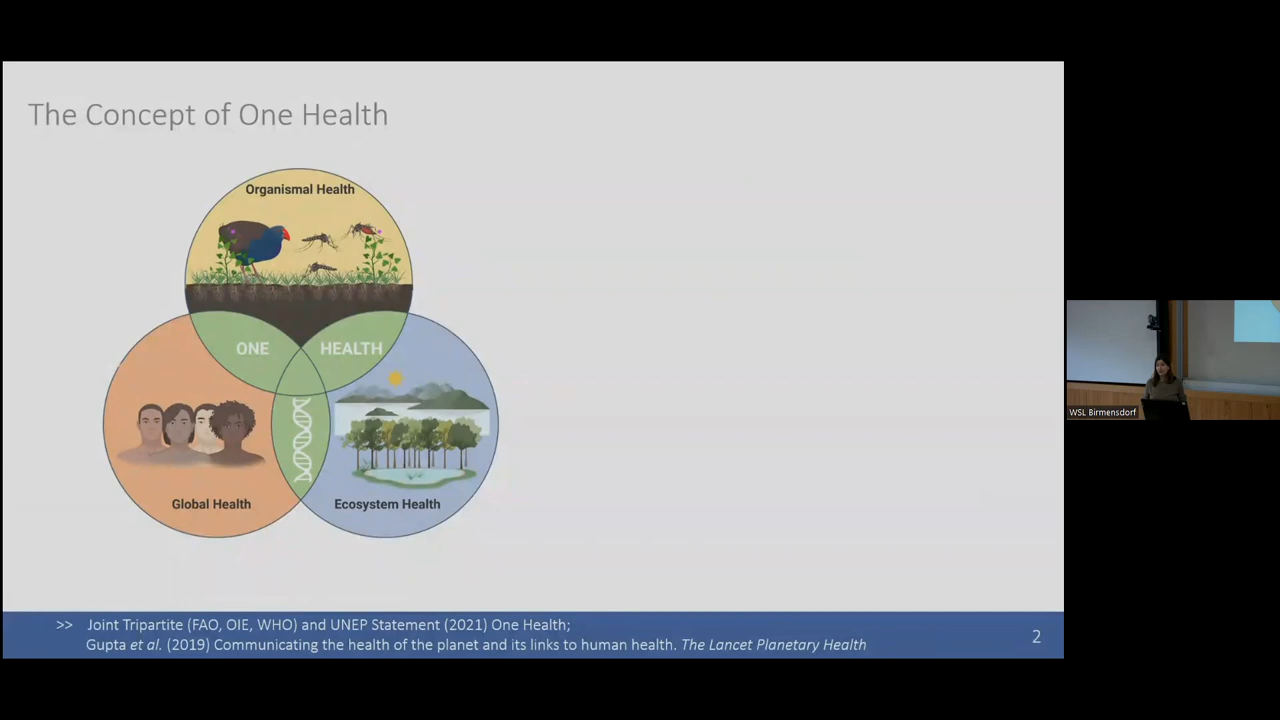 The Concept of One Health
Organismal Health
ONE HEALTH
Global Health
Ecosystem Health
WSL Birmensdorf
>> Joint Tripartite (FAO, OIE, WHO) and UNEP Statement (2021) One Health;
Gupta et al. (2019) Communicating the health of the planet and its links to human health. The Lancet Planetary Health
2